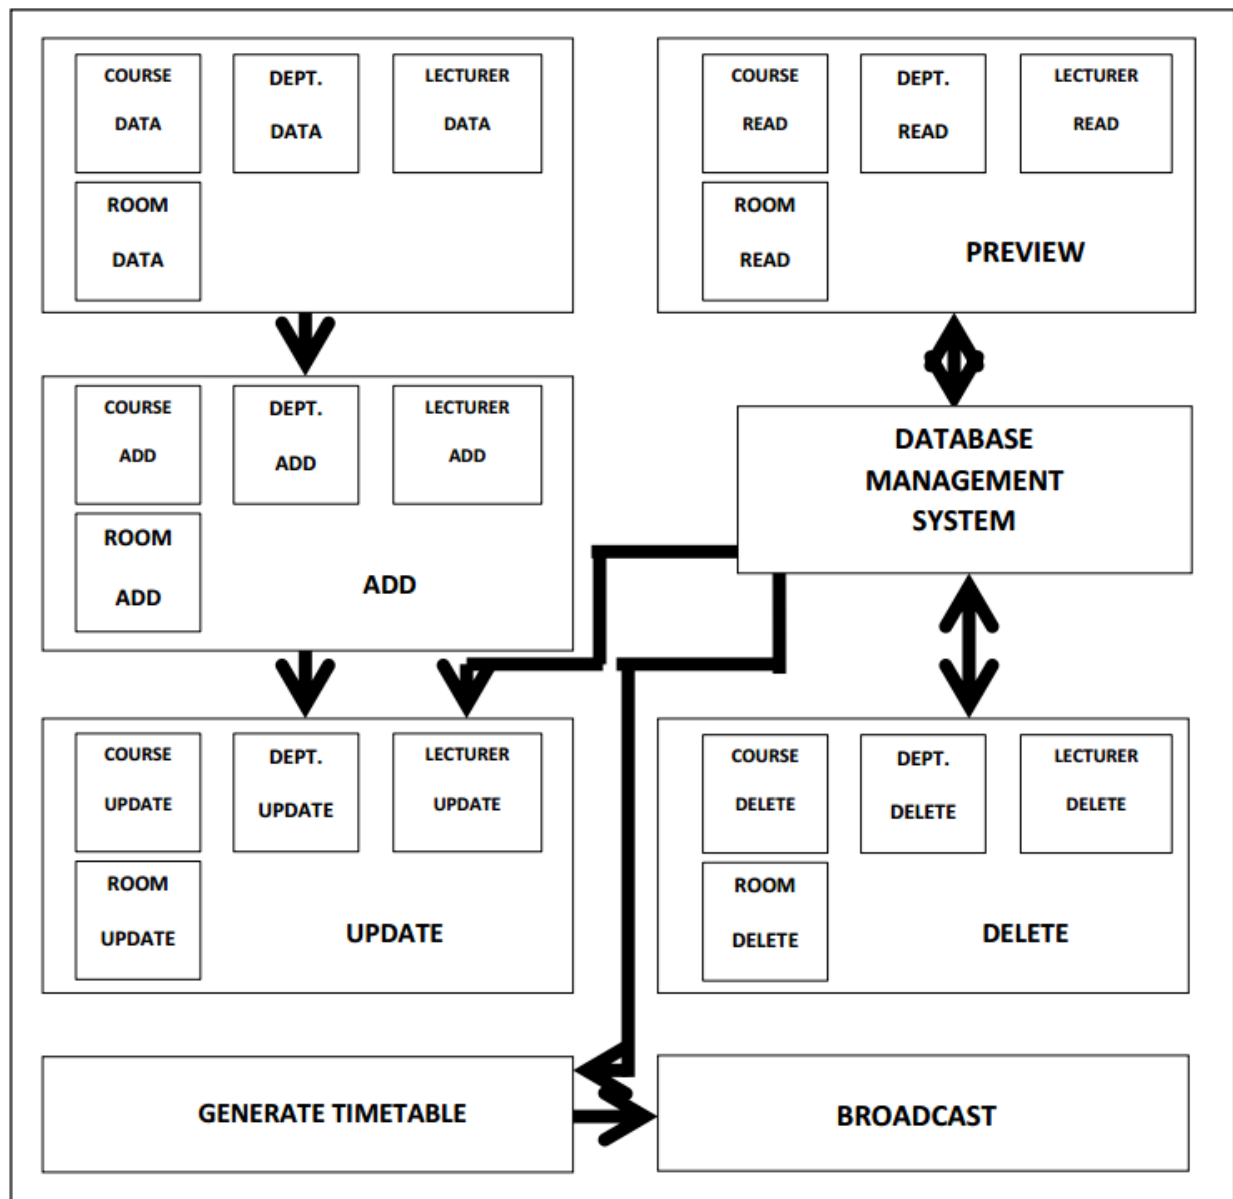 COURSE
DATA
DEPT.
DATA
LECTURER
DATA
ROOM
DATA
COURSE
READ
DEPT.
READ
LECTURER
READ
ROOM
READ
PREVIEW
COURSE
ADD
DEPT.
ADD
LECTURER
ADD
ROOM
ADD
ADD
DATABASE
MANAGEMENT
SYSTEM
COURSE
UPDATE
DEPT.
UPDATE
LECTURER
UPDATE
ROOM
UPDATE
UPDATE
COURSE
DELETE
DEPT.
DELETE
LECTURER
DELETE
ROOM
DELETE
DELETE
GENERATE TIMETABLE
BROADCAST